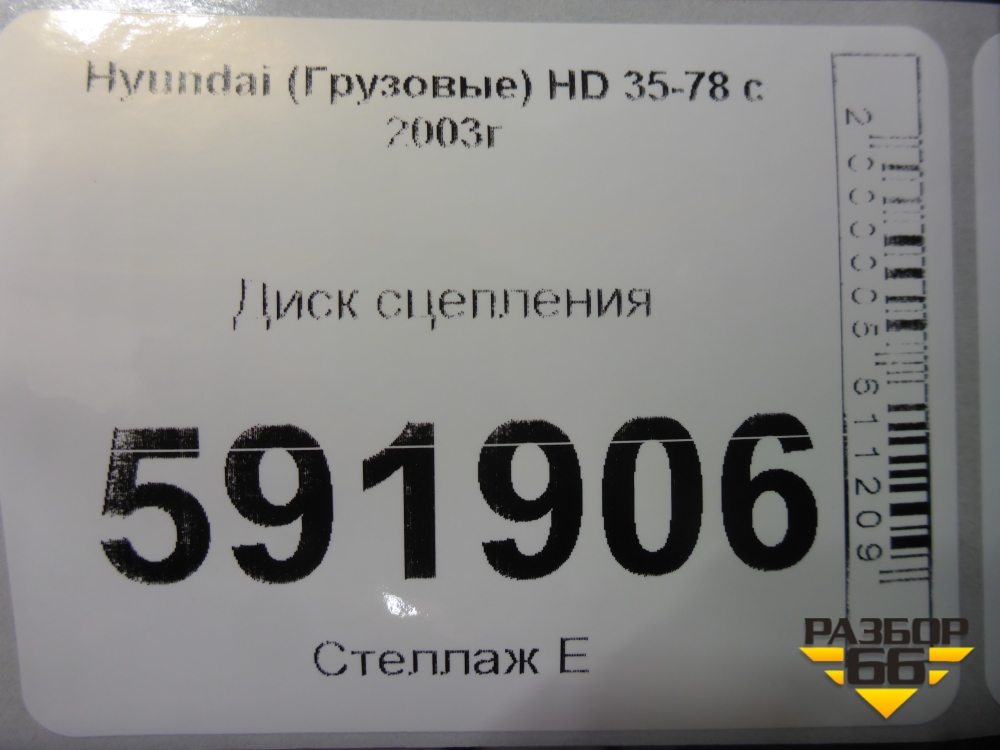 Hyundai (Грузовые) HD 35-78 с
2003г
Диск сцепления
591906
Стеллаж Е
2000005611209
РАЗБОР
66